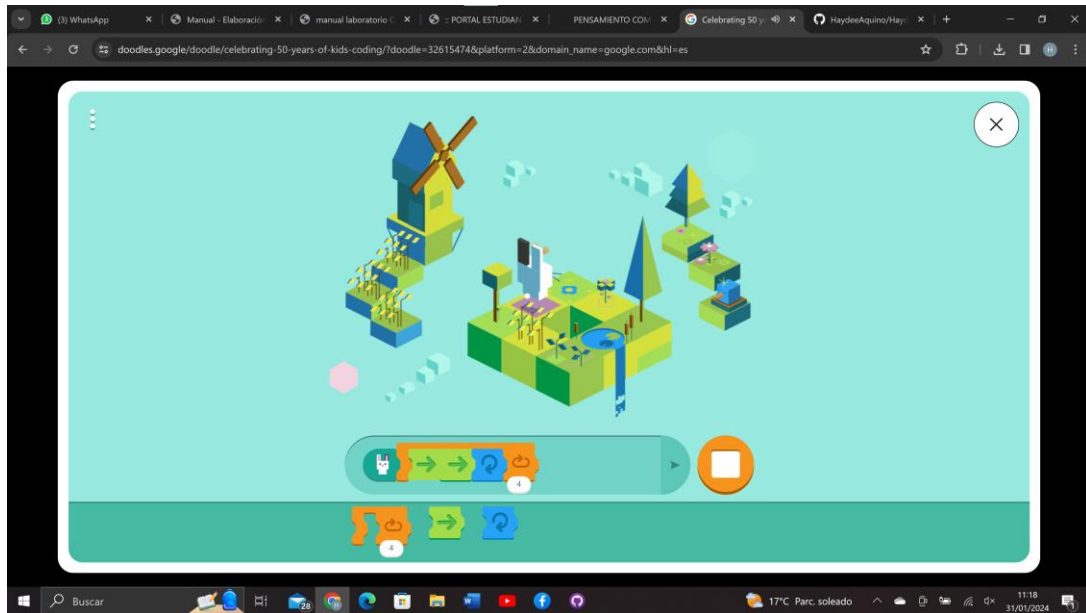 (3) WhatsApp
Manual - Elaboració
manual laboratorio C
:: PORTAL ESTUDIAN
PENSAMIENTO COM
Celebrating 50 y
HaydeeAquino/Hayd
doodles.google/doodle/celebrating-50-years-of-kids-coding/?doodle=32615474&platform=2&domain_name=google.com&hl=es
H
4
4
Buscar
28
17°C Parc. soleado
11:18
31/01/2024